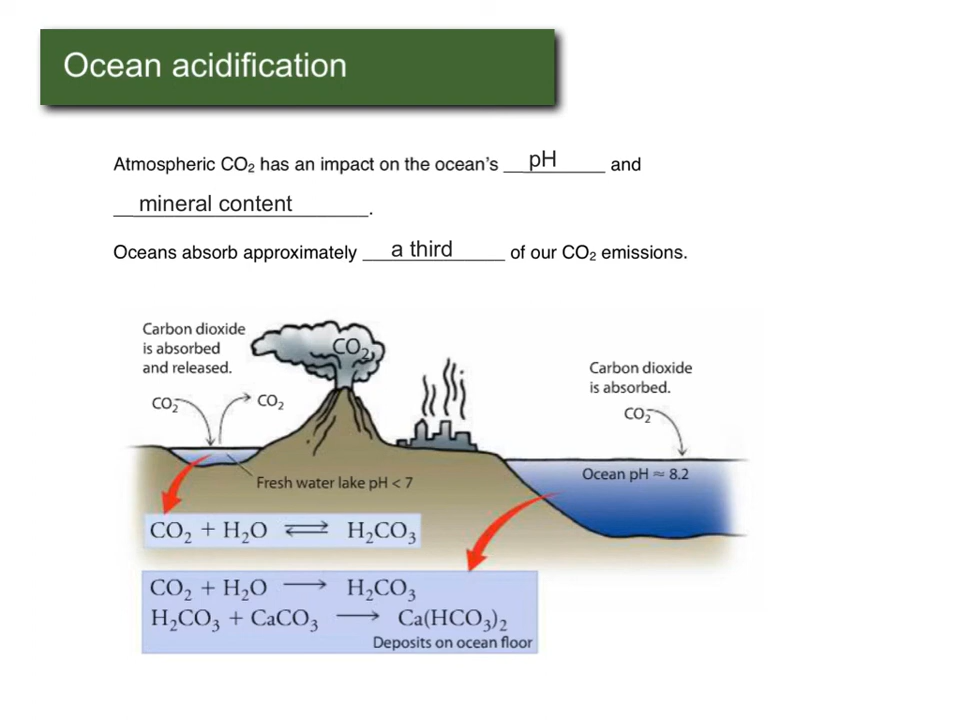 Ocean acidification
Atmospheric CO₂ has an impact on the ocean's pH and
mineral content.
Oceans absorb approximately a third of our CO₂ emissions.
Carbon dioxide
is absorbed
and released.
CO₂
CO₂
CO₂
Carbon dioxide
is absorbed.
CO₂
Fresh water lake pH < 7
Ocean pH ≈ 8.2
CO₂ + H₂O ⇌ H₂CO₃
CO₂ + H₂O ⟶ H₂CO₃
H₂CO₃ + CaCO₃ ⟶ Ca(HCO₃)₂
Deposits on ocean floor